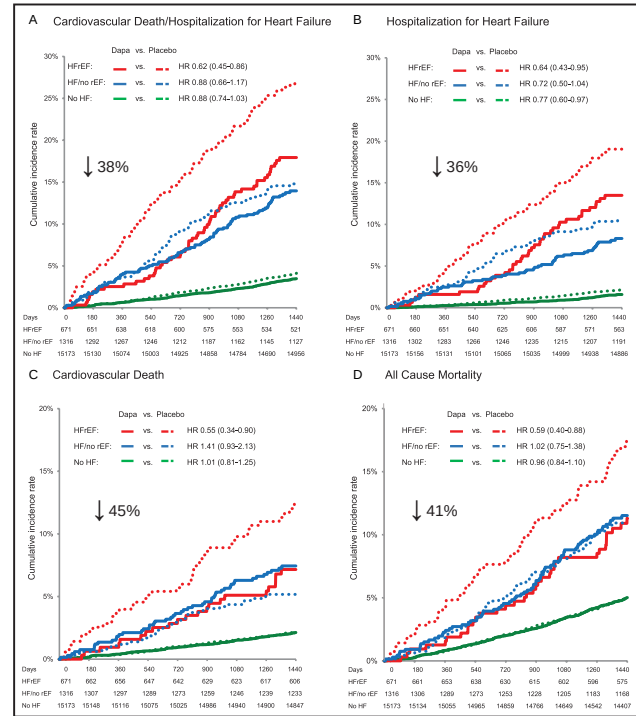 A Cardiovascular Death/Hospitalization for Heart Failure
Dapa vs. Placebo
HFrEF: vs. HR 0.62 (0.45–0.86)
HF/no rEF: vs. HR 0.88 (0.66–1.17)
No HF: vs. HR 0.88 (0.74–1.03)
Cumulative incidence rate
30%
25%
20%
15%
10%
5%
0%
↓ 38%
0 180 360 540 720 900 1080 1260 1440
Days
HFrEF 671 651 638 618 600 575 553 534 521
HF/no rEF 1316 1292 1267 1246 1212 1187 1162 1145 1127
No HF 15173 15130 15074 15003 14925 14858 14784 14690 14956
B Hospitalization for Heart Failure
Dapa vs. Placebo
HFrEF: vs. HR 0.64 (0.43–0.95)
HF/no rEF: vs. HR 0.72 (0.50–1.04)
No HF: vs. HR 0.77 (0.60–0.97)
Cumulative incidence rate
30%
25%
20%
15%
10%
5%
0%
↓ 36%
0 180 360 540 720 900 1080 1260 1440
Days
HFrEF 671 660 651 640 625 606 587 571 563
HF/no rEF 1316 1302 1283 1266 1246 1235 1215 1207 1191
No HF 15173 15156 15131 15101 15065 15035 14999 14938 14886
C Cardiovascular Death
Dapa vs. Placebo
HFrEF: vs. HR 0.55 (0.34–0.90)
HF/no rEF: vs. HR 1.41 (0.93–2.13)
No HF: vs. HR 1.01 (0.81–1.25)
Cumulative incidence rate
20%
15%
10%
5%
0%
↓ 45%
0 180 360 540 720 900 1080 1260 1440
Days
HFrEF 671 662 656 647 642 629 623 617 606
HF/no rEF 1316 1307 1297 1289 1273 1259 1246 1239 1233
No HF 15173 15148 15116 15075 15028 14986 14940 14900 14847
D All Cause Mortality
Dapa vs. Placebo
HFrEF: vs. HR 0.59 (0.40–0.88)
HF/no rEF: vs. HR 1.02 (0.75–1.38)
No HF: vs. HR 0.96 (0.84–1.10)
Cumulative incidence rate
20%
15%
10%
5%
0%
↓ 41%
0 180 360 540 720 900 1080 1260 1440
Days
HFrEF 671 661 653 638 630 615 602 596 575
HF/no rEF 1316 1306 1289 1273 1253 1228 1205 1183 1168
No HF 15173 15134 15055 14965 14859 14766 14649 14542 14407